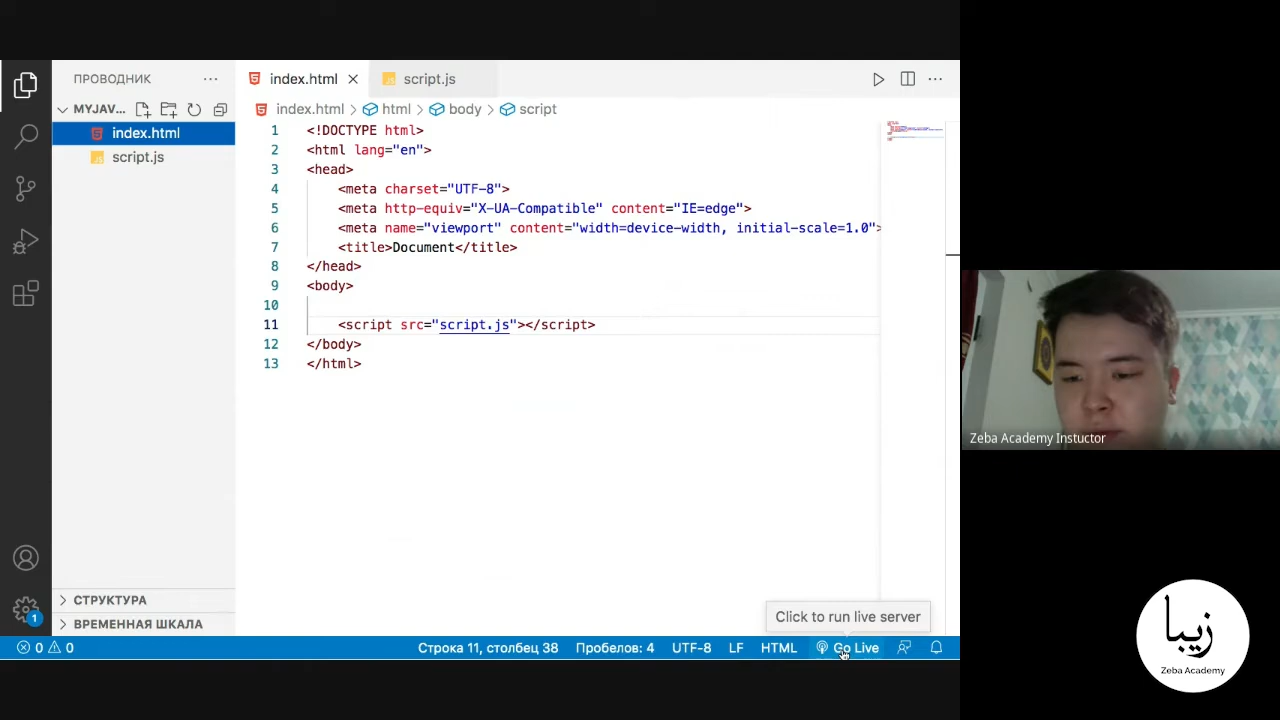 ПРОВОДНИК
index.html
script.js
MYJAV...
index.html
script.js
index.html
html
body
script
1 <!DOCTYPE html>
2 <html lang="en">
3 <head>
4 <meta charset="UTF-8">
5 <meta http-equiv="X-UA-Compatible" content="IE=edge">
6 <meta name="viewport" content="width=device-width, initial-scale=1.0">
7 <title>Document</title>
8 </head>
9 <body>
10
11 <script src="script.js"></script>
12 </body>
13 </html>
СТРУКТУРА
ВРЕМЕННАЯ ШКАЛА
1
Click to run live server
0 0
Строка 11, столбец 38
Пробелов: 4
UTF-8
LF
HTML
Go Live
Zeba Academy Instuctor
زيبا
Zeba Academy